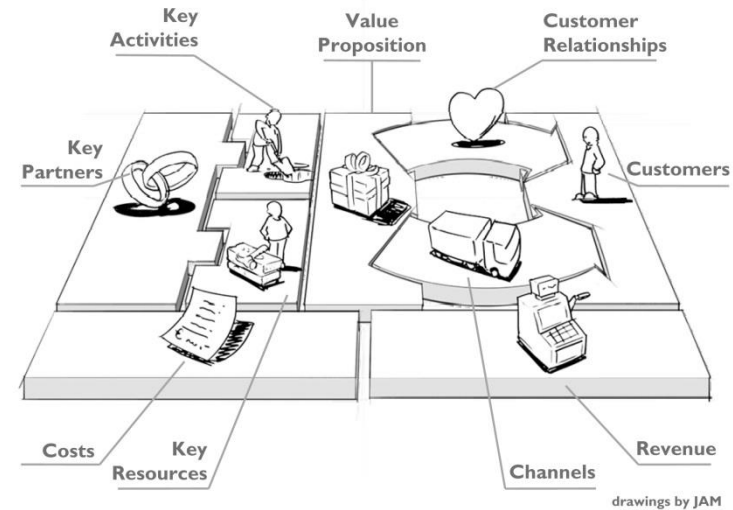 Key
Activities
Value
Proposition
Customer
Relationships
Key
Partners
Customers
Costs
Key
Resources
Channels
Revenue
drawings by JAM